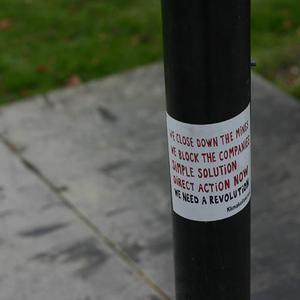 WE CLOSE DOWN THE MINES
WE BLOCK THE COMPANIES
SIMPLE SOLUTION
DIRECT ACTION NOW
WE NEED A REVOLUTION